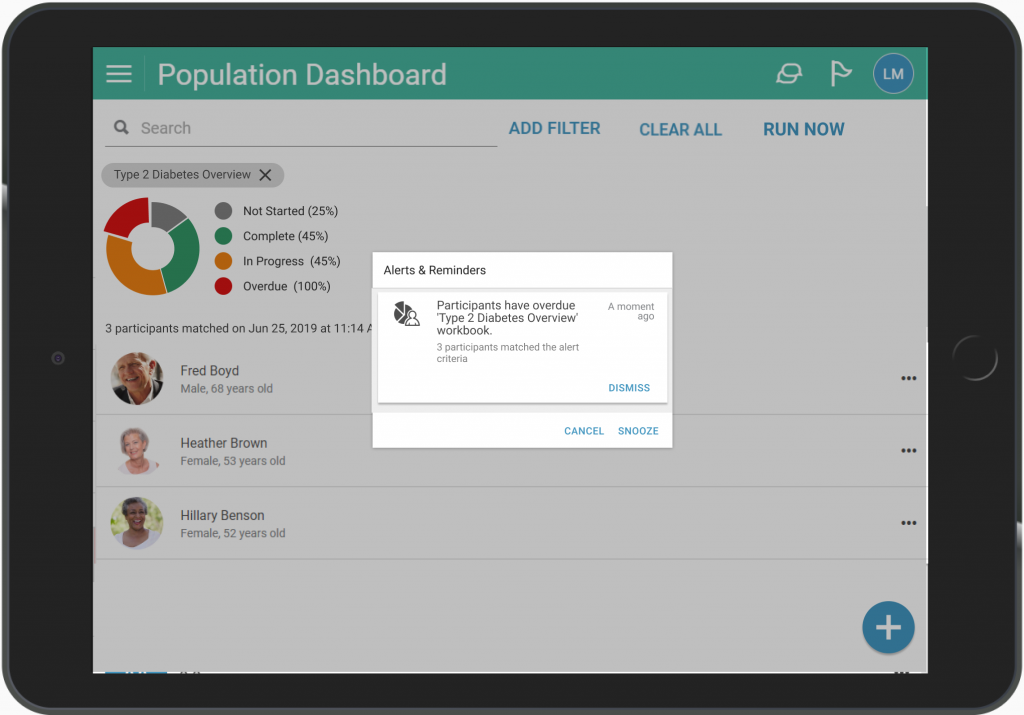 Population Dashboard
LM
Search
ADD FILTER
CLEAR ALL
RUN NOW
Type 2 Diabetes Overview
Not Started (25%)
Complete (45%)
In Progress (45%)
Overdue (100%)
3 participants matched on Jun 25, 2019 at 11:14
Fred Boyd
Male, 68 years old
Heather Brown
Female, 53 years old
Hillary Benson
Female, 52 years old
Alerts & Reminders
Participants have overdue
'Type 2 Diabetes Overview'
workbook.
A moment
ago
3 participants matched the alert
criteria
DISMISS
CANCEL
SNOOZE